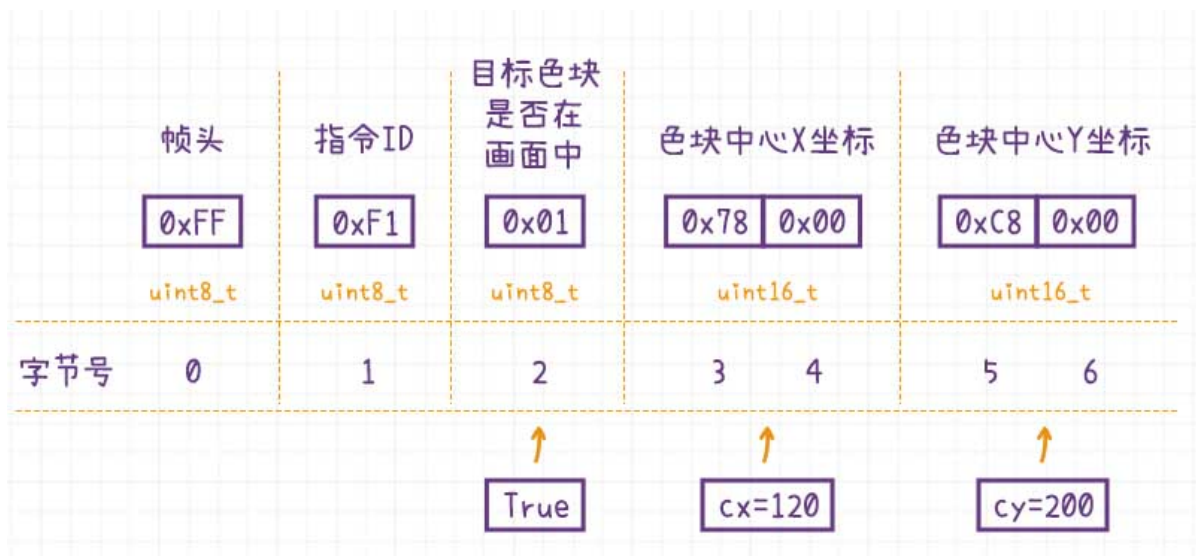 目标色块
是否在
画面中
帧头 指令ID 色块中心X坐标 色块中心Y坐标
0xFF 0xF1 0x01 0x78 0x00 0xC8 0x00
uint8_t uint8_t uint8_t uint16_t uint16_t
字节号 0 1 2 3 4 5 6
True cx=120 cy=200